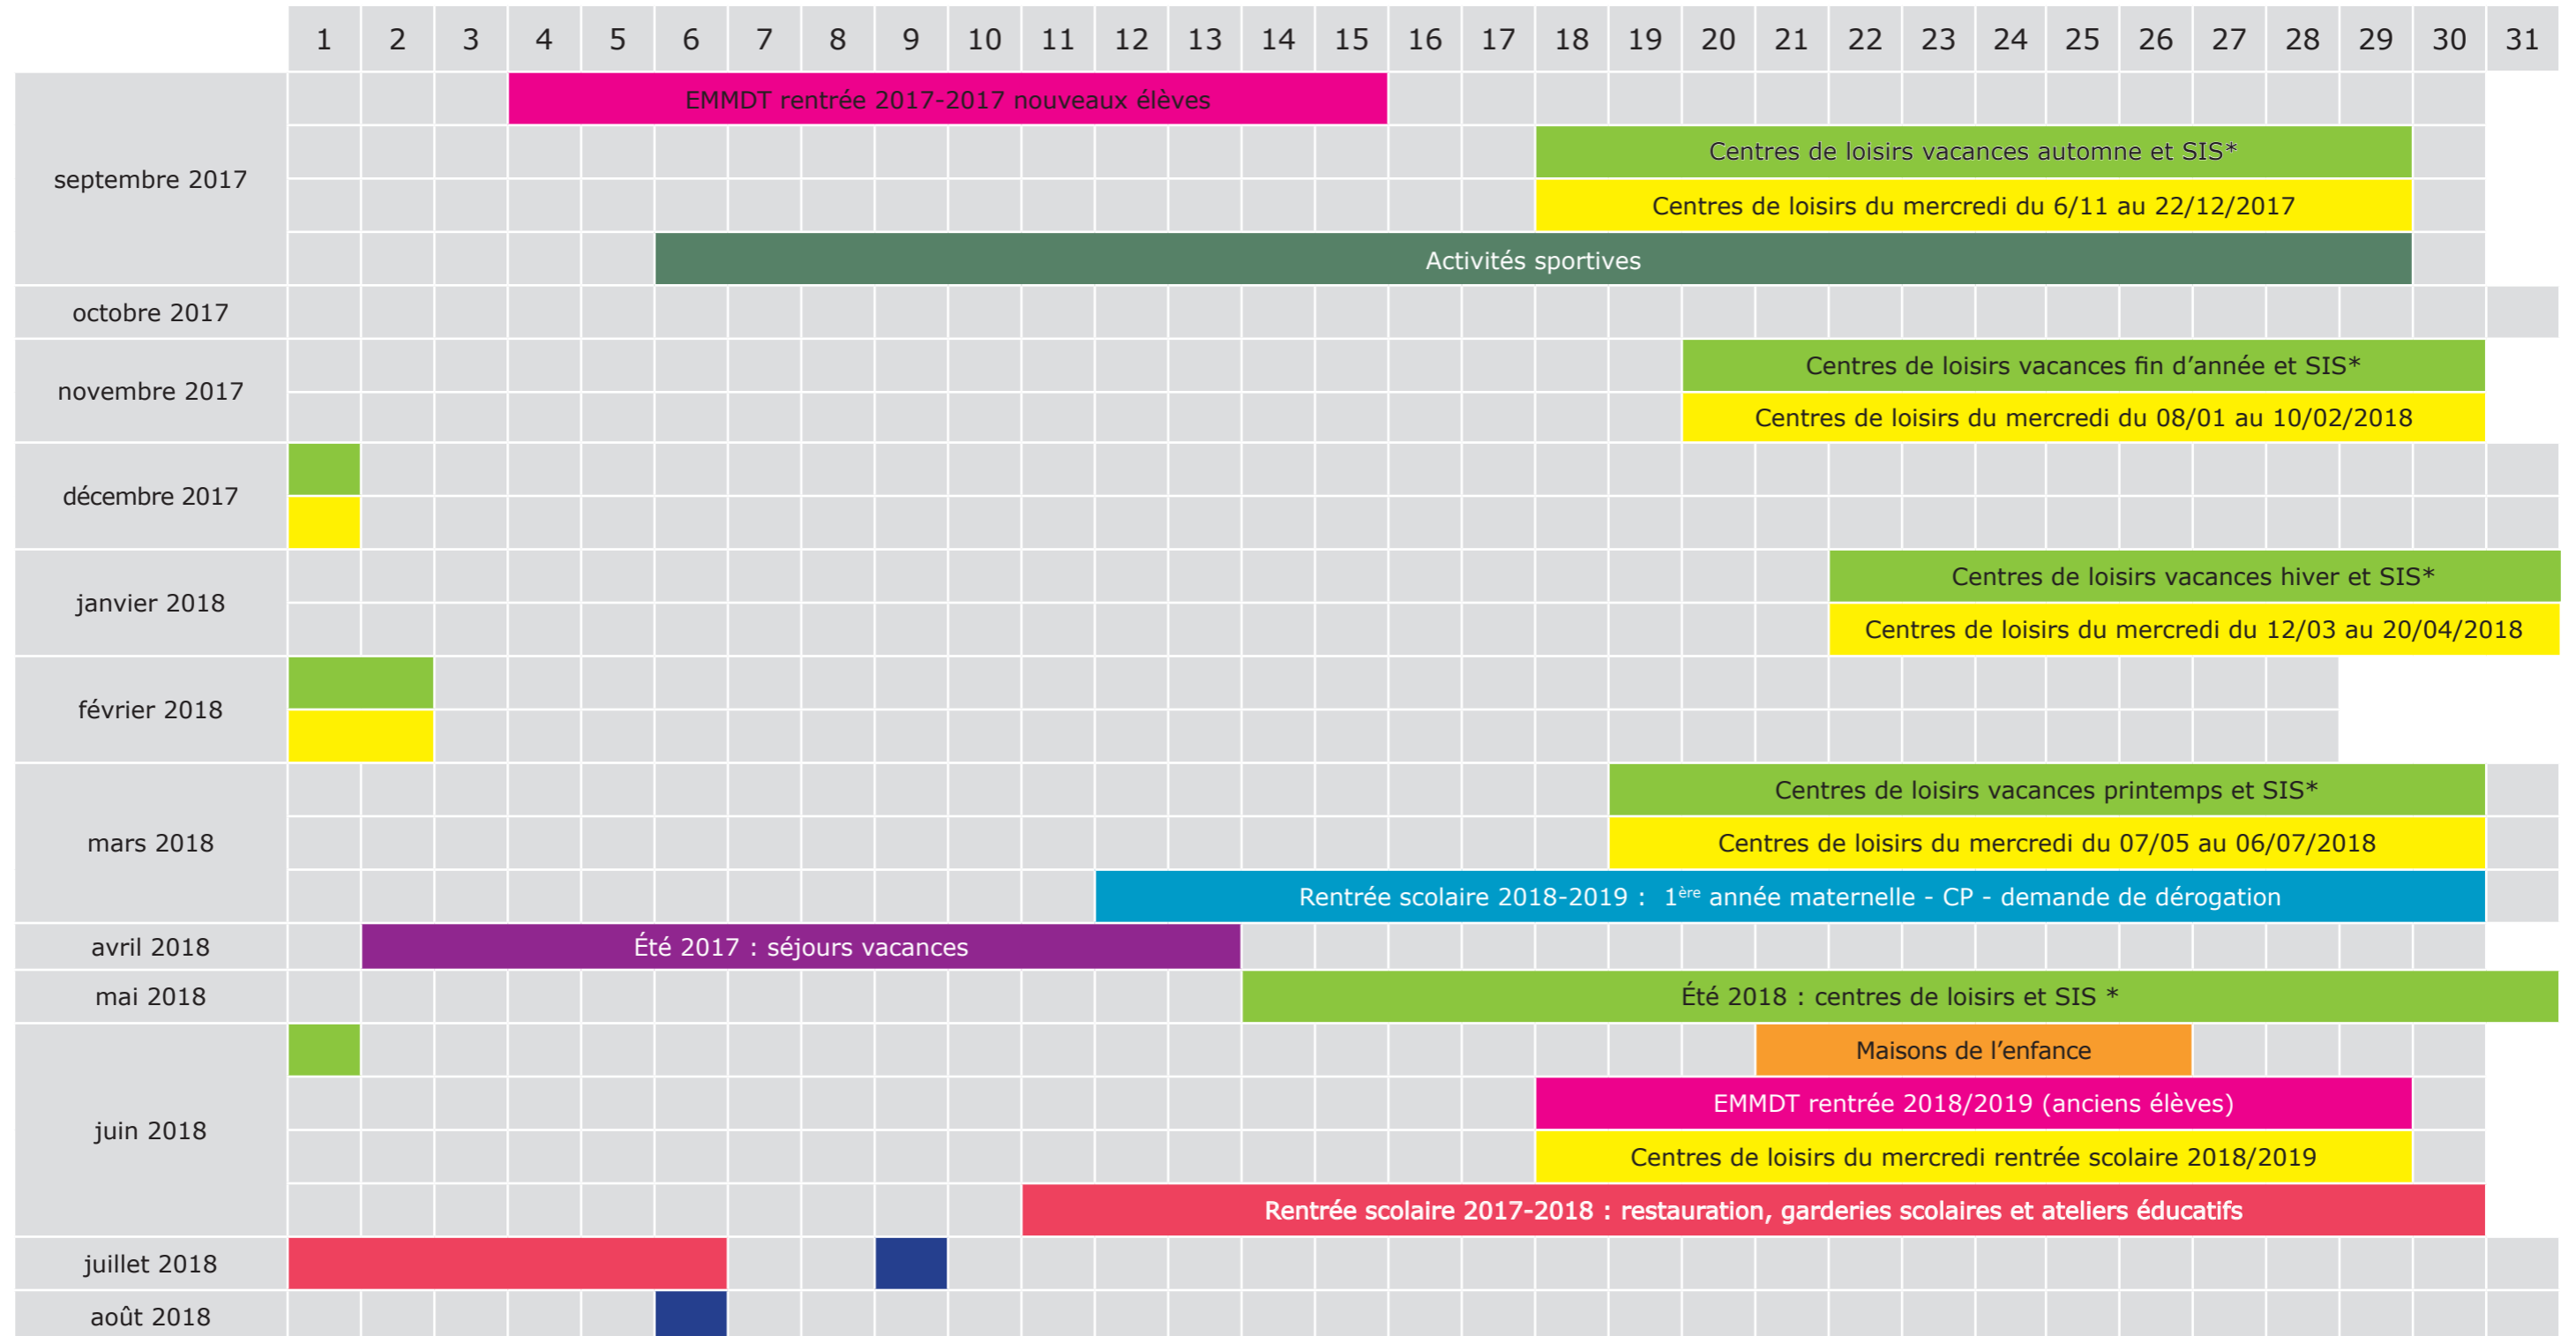 1 2 3 4 5 6 7 8 9 10 11 12 13 14 15 16 17 18 19 20 21 22 23 24 25 26 27 28 29 30 31
septembre 2017
EMMDT rentrée 2017-2017 nouveaux élèves
Centres de loisirs vacances automne et SIS*
Centres de loisirs du mercredi du 6/11 au 22/12/2017
Activités sportives
octobre 2017
novembre 2017
Centres de loisirs vacances fin d’année et SIS*
Centres de loisirs du mercredi du 08/01 au 10/02/2018
décembre 2017
janvier 2018
Centres de loisirs vacances hiver et SIS*
Centres de loisirs du mercredi du 12/03 au 20/04/2018
février 2018
mars 2018
Centres de loisirs vacances printemps et SIS*
Centres de loisirs du mercredi du 07/05 au 06/07/2018
Rentrée scolaire 2018-2019 : 1ère année maternelle - CP - demande de dérogation
avril 2018
Été 2017 : séjours vacances
mai 2018
Été 2018 : centres de loisirs et SIS *
juin 2018
Maisons de l’enfance
EMMDT rentrée 2018/2019 (anciens élèves)
Centres de loisirs du mercredi rentrée scolaire 2018/2019
Rentrée scolaire 2017-2018 : restauration, garderies scolaires et ateliers éducatifs
juillet 2018
août 2018